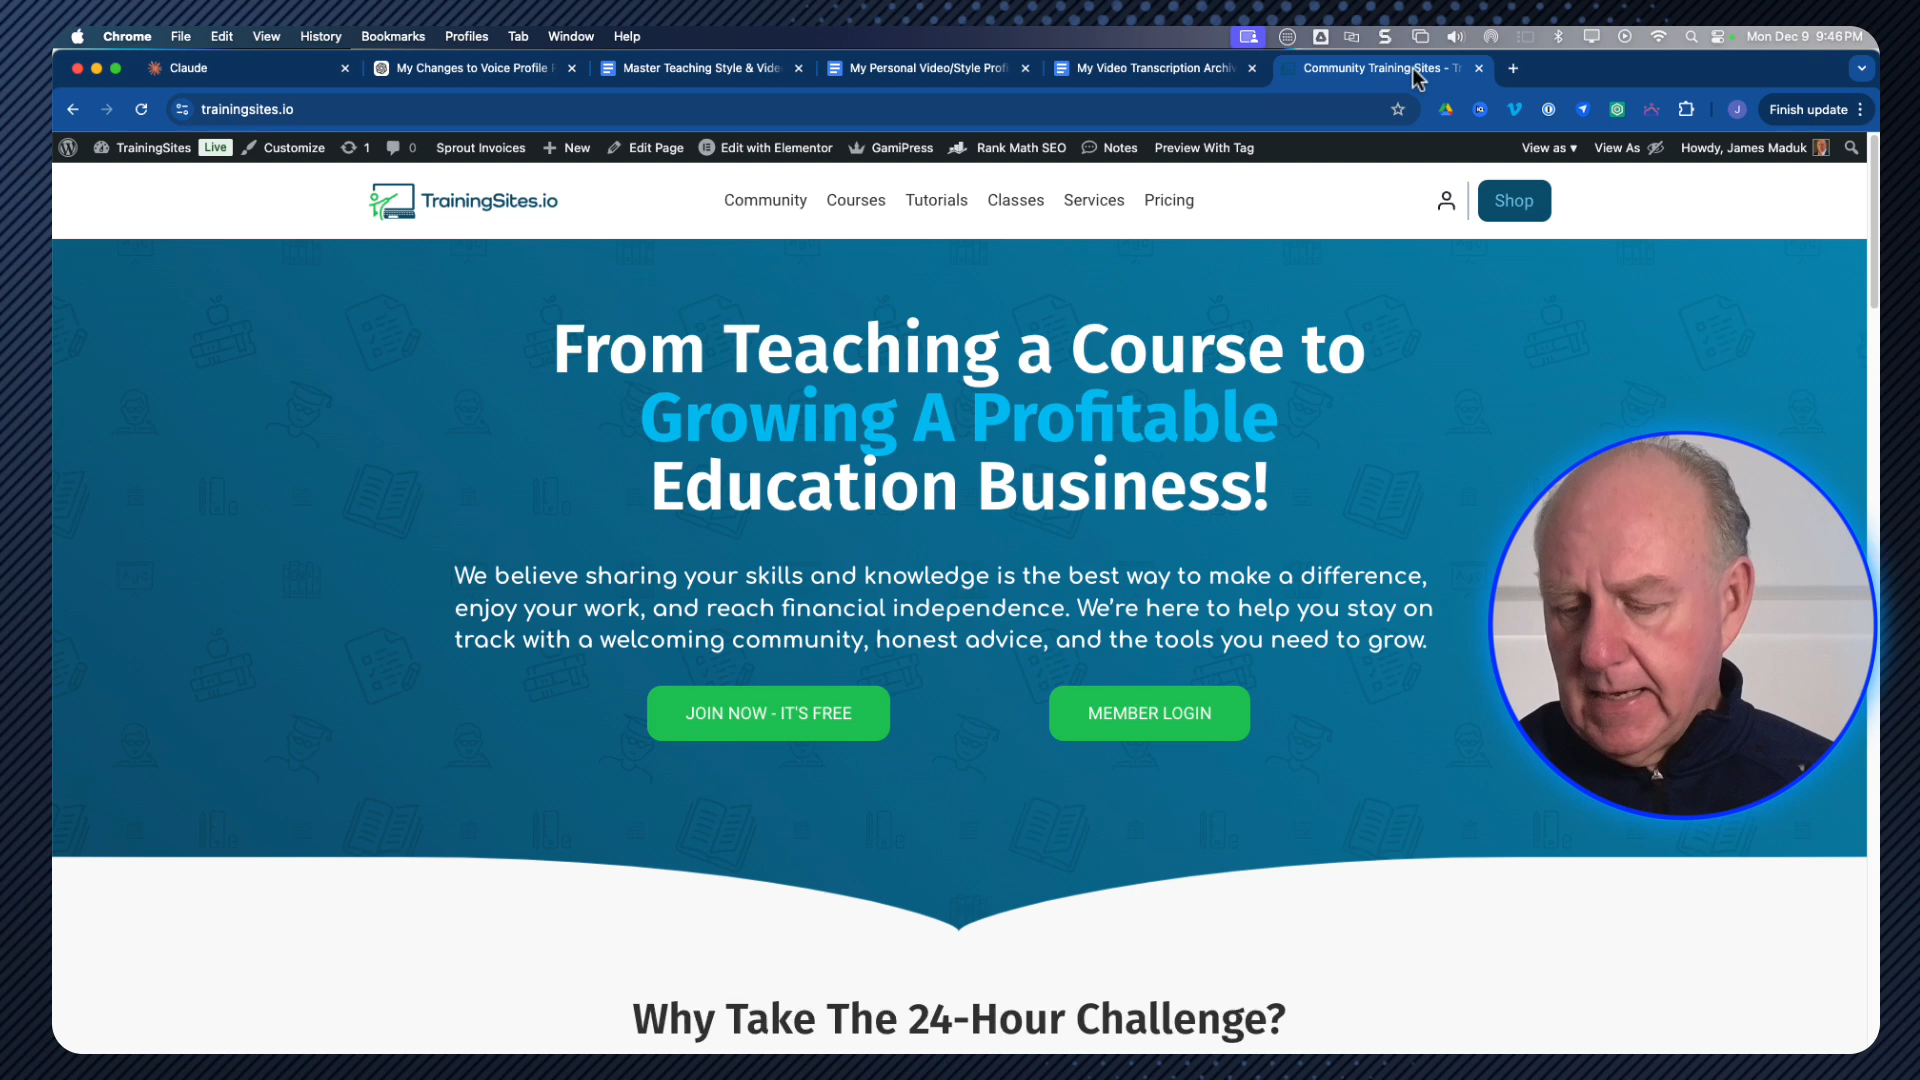 Chrome File Edit View History Bookmarks Profiles Tab Window Help Mon Dec 9 9:46 PM
Claude My Changes to Voice Profile Master Teaching Style & Vide My Personal Video/Style Profi My Video Transcription Archiv Community Training Sites - Tr
trainingsites.io Finish update
TrainingSites Live Customize 1 0 Sprout Invoices New Edit Page Edit with Elementor GamiPress Rank Math SEO Notes Preview With Tag View as ▾ View As Howdy, James Maduk
TrainingSites.io Community Courses Tutorials Classes Services Pricing Shop
From Teaching a Course to
Growing A Profitable
Education Business!
We believe sharing your skills and knowledge is the best way to make a difference,
enjoy your work, and reach financial independence. We're here to help you stay on
track with a welcoming community, honest advice, and the tools you need to grow.
JOIN NOW - IT'S FREE MEMBER LOGIN
Why Take The 24-Hour Challenge?